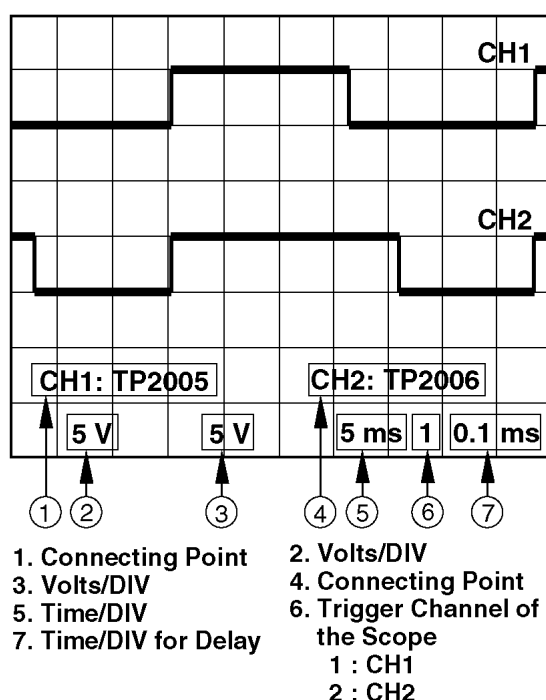 CH1
CH2
CH1: TP2005 CH2: TP2006
5 V 5 V 5 ms 1 0.1 ms
1 2 3 4 5 6 7
1. Connecting Point 2. Volts/DIV
3. Volts/DIV 4. Connecting Point
5. Time/DIV 6. Trigger Channel of
7. Time/DIV for Delay the Scope
1 : CH1
2 : CH2